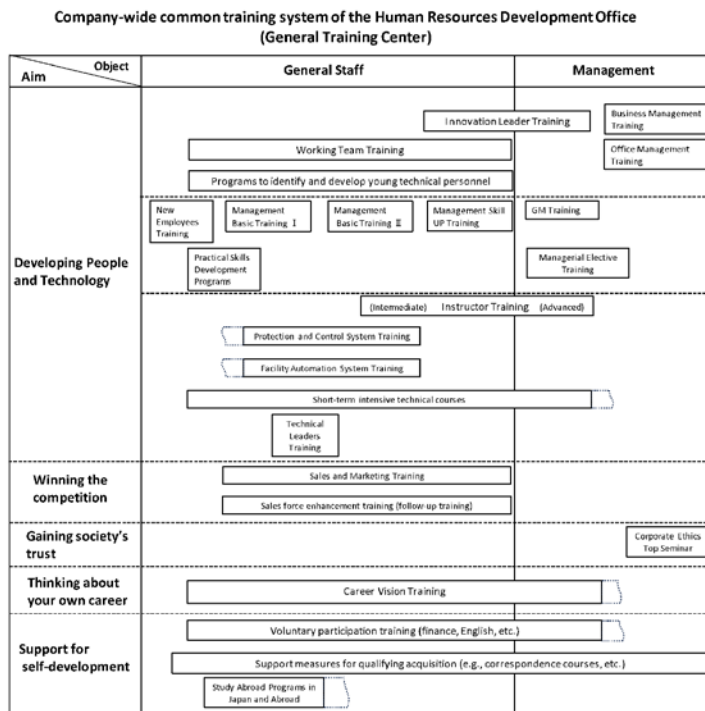 Company-wide common training system of the Human Resources Development Office
(General Training Center)
Object
Aim
General Staff
Management
Innovation Leader Training
Business Management
Training
Working Team Training
Office Management
Training
Programs to identify and develop young technical personnel
Developing People
and Technology
New
Employees
Training
Management
Basic Training Ⅰ
Management
Basic Training Ⅱ
Management Skill
UP Training
GM Training
Practical Skills
Development
Programs
Managerial Elective
Training
(Intermediate) Instructor Training (Advanced)
Protection and Control System Training
Facility Automation System Training
Short-term intensive technical courses
Technical
Leaders
Training
Winning the
competition
Sales and Marketing Training
Sales force enhancement training (follow-up training)
Gaining society's
trust
Corporate Ethics
Top Seminar
Thinking about
your own career
Career Vision Training
Support for
self-development
Voluntary participation training (finance, English, etc.)
Support measures for qualifying acquisition (e.g., correspondence courses, etc.)
Study Abroad Programs in
Japan and Abroad